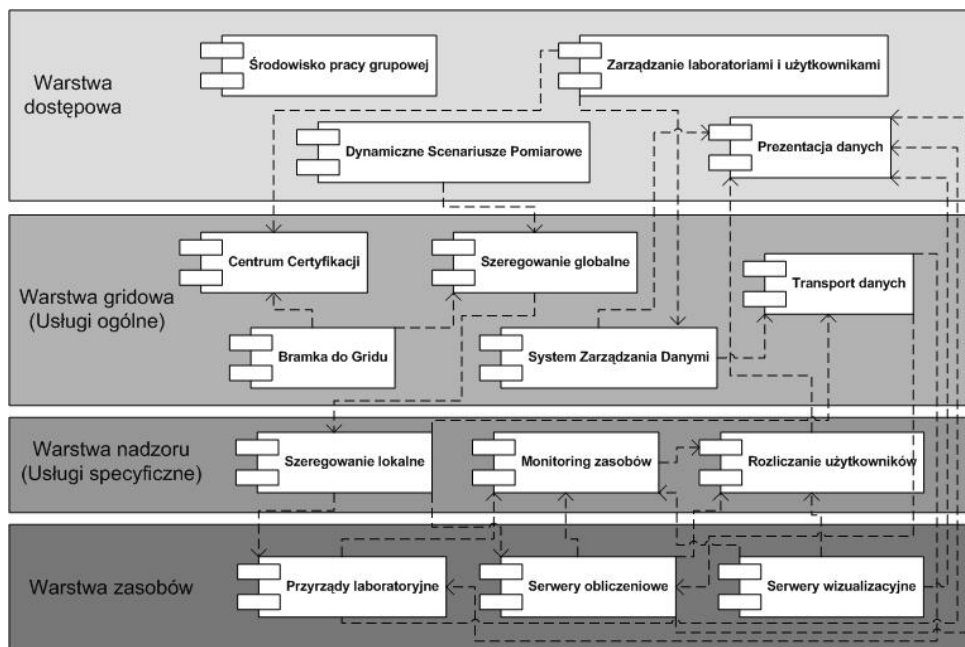 Warstwa
dostępowa
Środowisko pracy grupowej
Zarządzanie laboratoriami i użytkownikami
Dynamiczne Scenariusze Pomiarowe
Prezentacja danych
Warstwa gridowa
(Usługi ogólne)
Centrum Certyfikacji
Szeregowanie globalne
Transport danych
Bramka do Gridu
System Zarządzania Danymi
Warstwa nadzoru
(Usługi specyficzne)
Szeregowanie lokalne
Monitoring zasobów
Rozliczanie użytkowników
Warstwa zasobów
Przyrządy laboratoryjne
Serwery obliczeniowe
Serwery wizualizacyjne